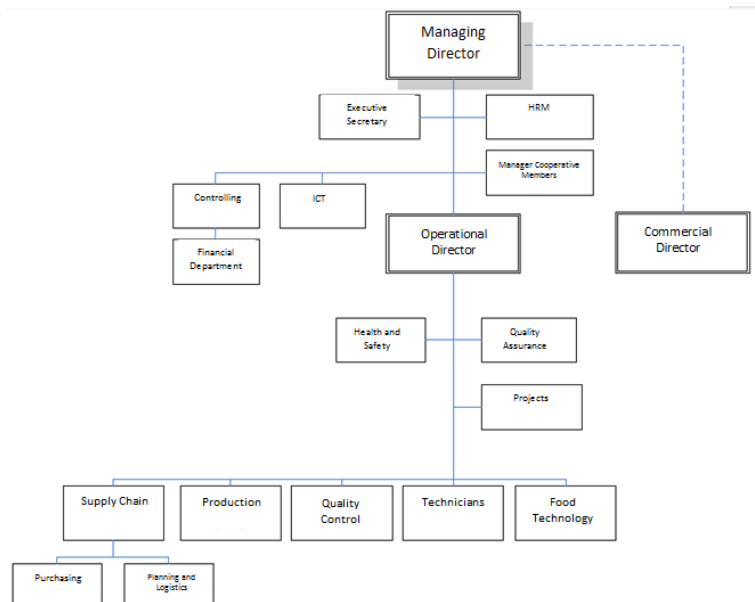 Managing
Director
Executive
Secretary
HRM
Manager Cooperative
Members
Controlling
ICT
Financial
Department
Operational
Director
Commercial
Director
Health and
Safety
Quality
Assurance
Projects
Supply Chain
Production
Quality
Control
Technicians
Food
Technology
Purchasing
Planning and
Logistics